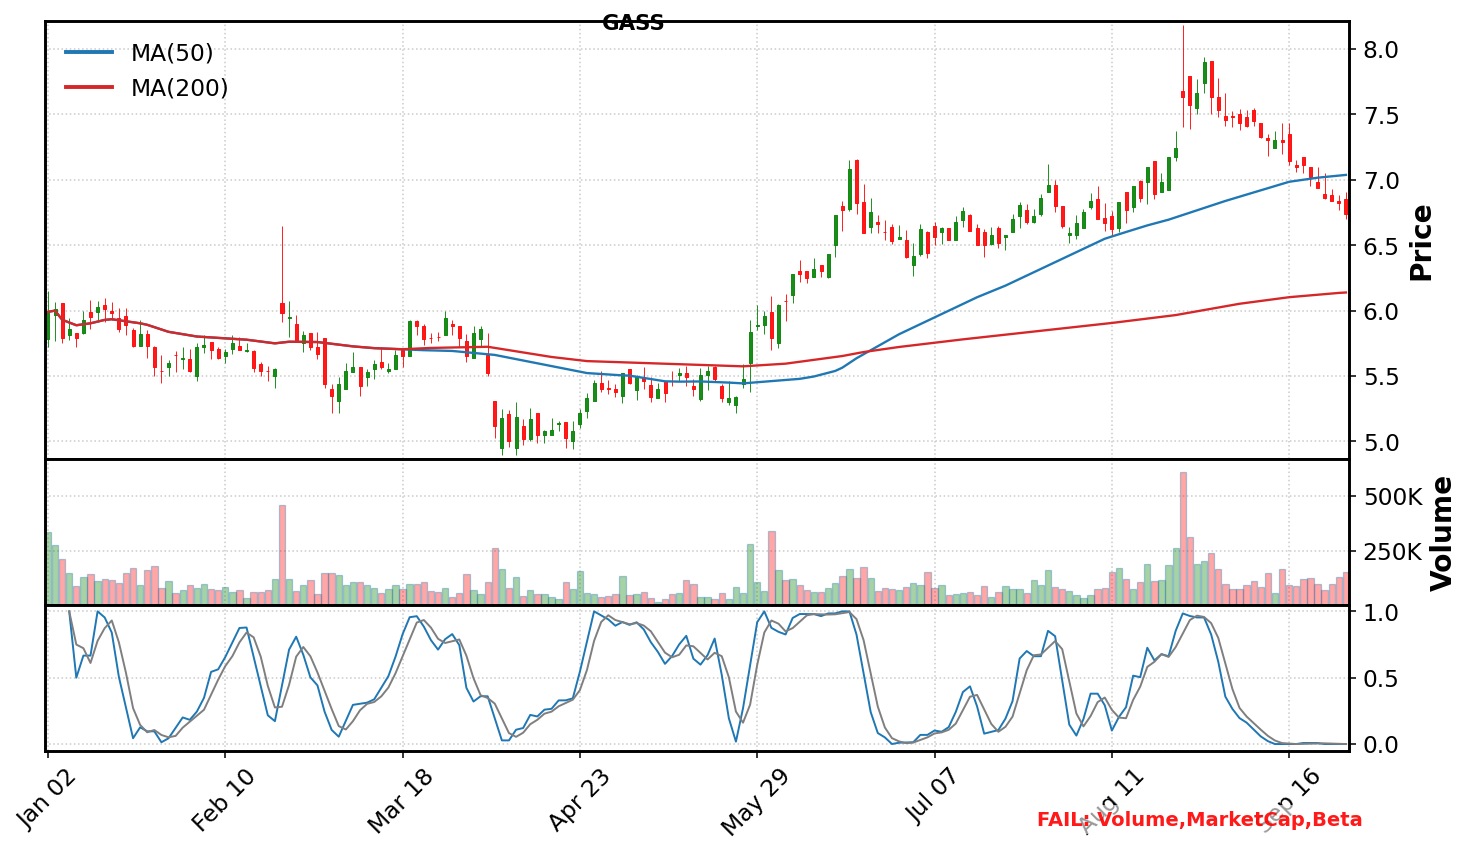 GASS
MA(50)
MA(200)
8.0
7.5
7.0
6.5
6.0
5.5
5.0
Price
500K
250K
Volume
1.0
0.5
0.0
Jan 02
Feb 10
Mar 18
Apr 23
May 29
Jul 07
Aug 11
Sep 16
FAIL: Volume,MarketCap,Beta